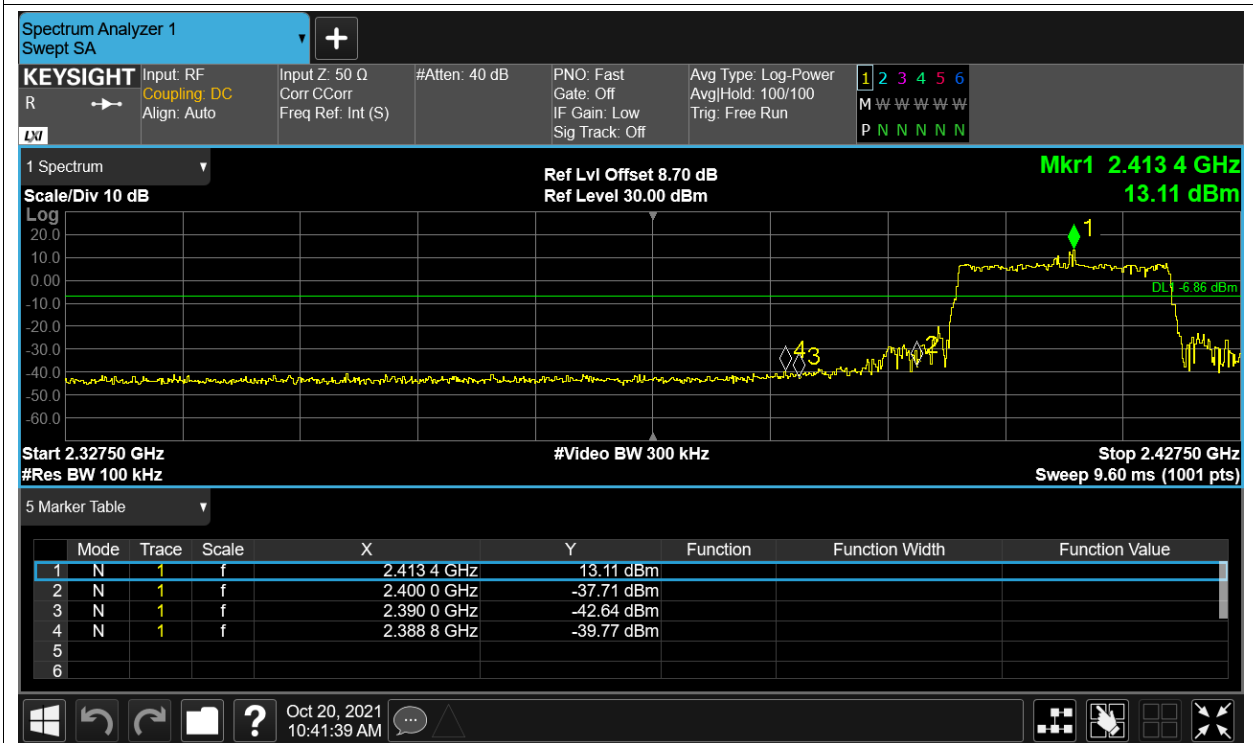 Spectrum Analyzer 1
Swept SA
KEYSIGHT Input: RF Input Z: 50 Ω #Atten: 40 dB PNO: Fast Avg Type: Log-Power 1 2 3 4 5 6
R Coupling: DC Corr CCorr Gate: Off Avg|Hold: 100/100 M W W W W W
Align: Auto Freq Ref: Int (S) IF Gain: Low Trig: Free Run
LXI Sig Track: Off P N N N N N
1 Spectrum Ref Lvl Offset 8.70 dB Mkr1 2.413 4 GHz
Scale/Div 10 dB Ref Level 30.00 dBm 13.11 dBm
Log
20.0
10.0
0.00
-10.0
-20.0
-30.0
-40.0
-50.0
-60.0
1
DL1 -6.86 dBm
4 3 2
Start 2.32750 GHz #Video BW 300 kHz Stop 2.42750 GHz
#Res BW 100 kHz Sweep 9.60 ms (1001 pts)
5 Marker Table
Mode Trace Scale X Y Function Function Width Function Value
1 N 1 f 2.413 4 GHz 13.11 dBm
2 N 1 f 2.400 0 GHz -37.71 dBm
3 N 1 f 2.390 0 GHz -42.64 dBm
4 N 1 f 2.388 8 GHz -39.77 dBm
5
6
? Oct 20, 2021
10:41:39 AM